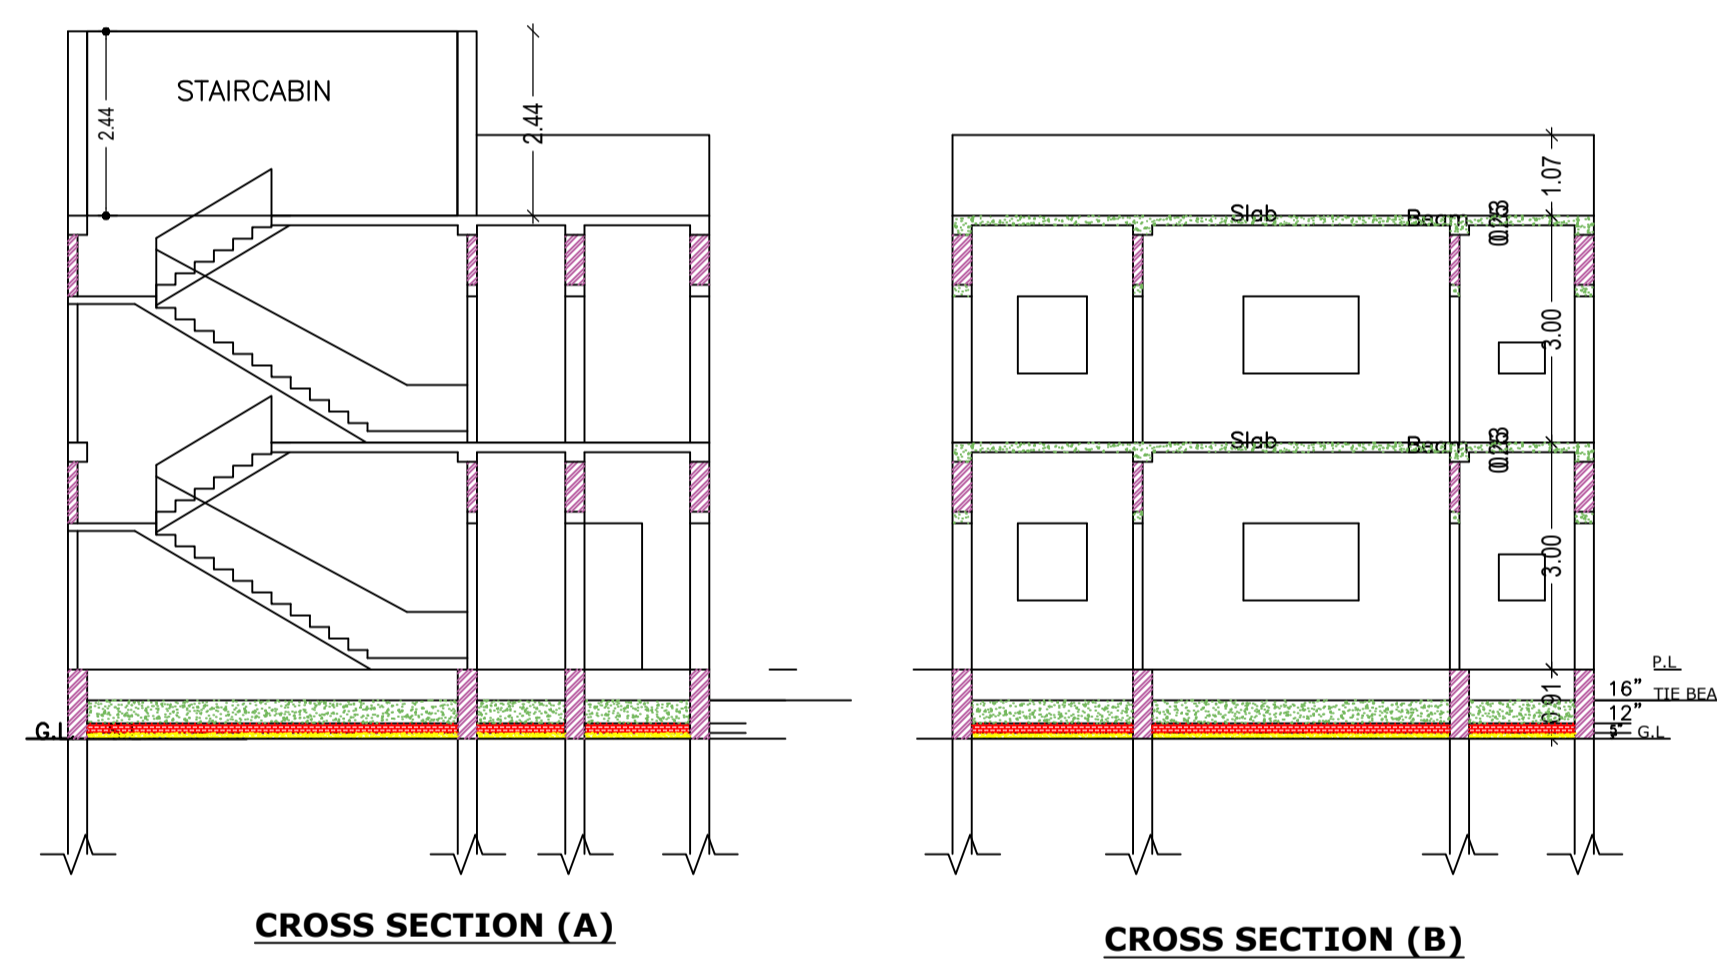 STAIRCABIN
2.44
2.44
G.L
CROSS SECTION (A)
1.07
Slab
Beam
3.00
Slab
Beam
3.00
P.L
16”
TIE BEA
0.91
12”
5"
G.L
CROSS SECTION (B)